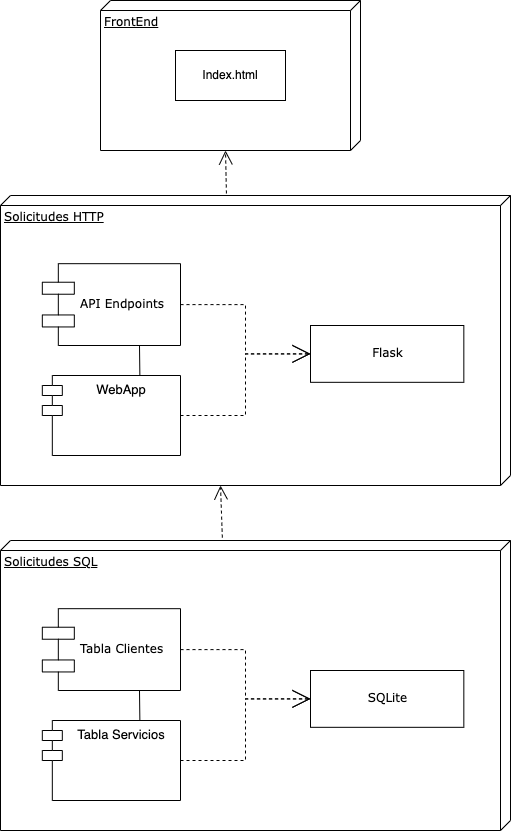 FrontEnd
Index.html
Solicitudes HTTP
API Endpoints
Flask
WebApp
Solicitudes SQL
Tabla Clientes
SQLite
Tabla Servicios